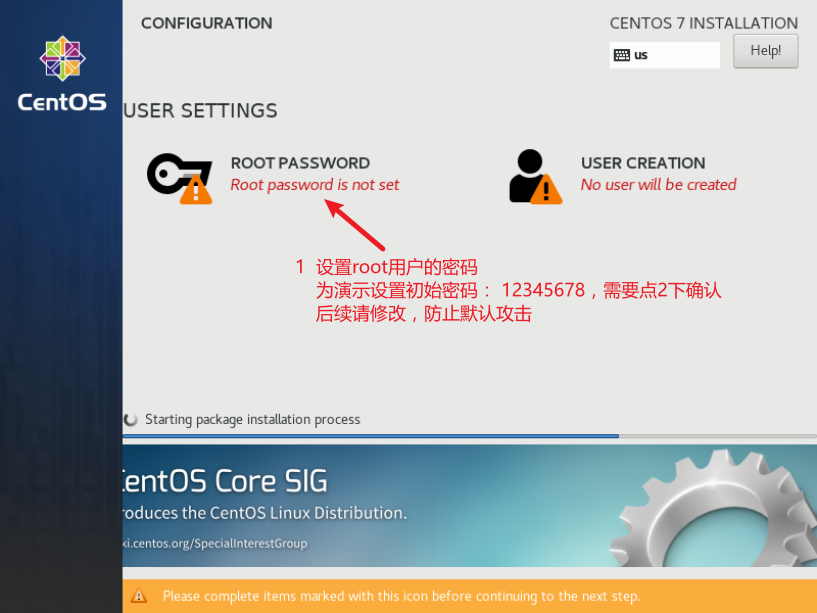 CONFIGURATION
CENTOS 7 INSTALLATION
us
Help!
CentOS
USER SETTINGS
ROOT PASSWORD
Root password is not set
USER CREATION
No user will be created
1 设置root用户的密码
为演示设置初始密码：12345678，需要点2下确认
后续请修改，防止默认攻击
Starting package installation process
CentOS Core SIG
roduces the CentOS Linux Distribution.
ki.centos.org/SpecialInterestGroup
Please complete items marked with this icon before continuing to the next step.